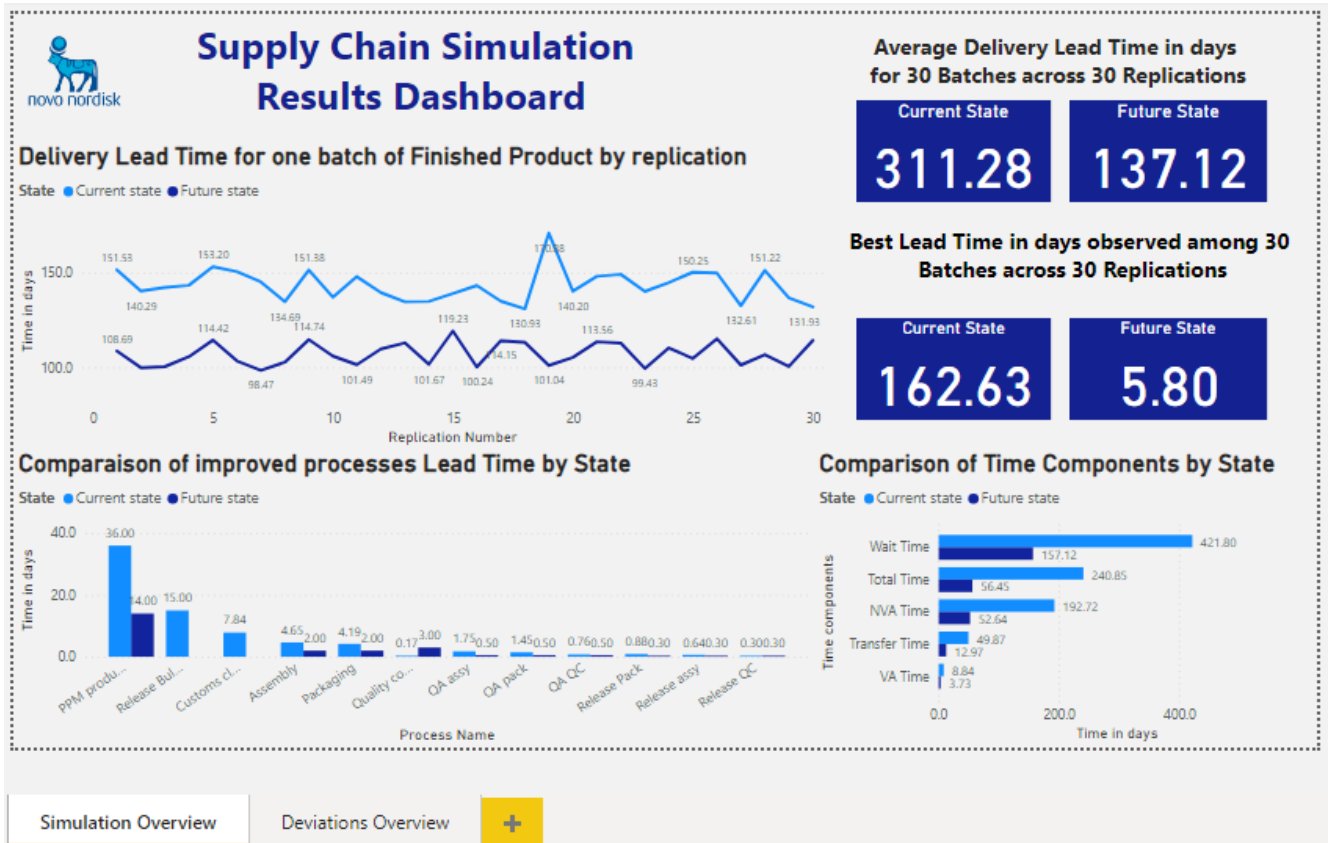 novo nordisk
Supply Chain Simulation
Results Dashboard
Average Delivery Lead Time in days
for 30 Batches across 30 Replications
Current State
311.28
Future State
137.12
Delivery Lead Time for one batch of Finished Product by replication
State Current state Future state
Time in days
150.0
100.0
151.53
140.29
153.20
134.69
151.38
130.93
140.20
150.25
132.61
151.22
131.93
108.69
114.42
98.47
114.74
101.49
101.67
119.23
100.24
101.04
113.56
99.43
0 5 10 15 20 25 30
Replication Number
Best Lead Time in days observed among 30
Batches across 30 Replications
Current State
162.63
Future State
5.80
Comparaison of improved processes Lead Time by State
State Current state Future state
Time in days
40.0
20.0
0.0
36.00
14.00
15.00
7.84
4.65 2.00
4.19 2.00
0.17 3.00
1.75 0.50
1.45 0.50
0.76 0.50
0.88 0.30
0.64 0.30
0.30 0.30
PPM produ...
Release Bul...
Customs cl...
Assembly
Packaging
Quality co...
QA assy
QA pack
QA QC
Release Pack
Release assy
Release QC
Process Name
Comparison of Time Components by State
State Current state Future state
Time components
Wait Time 421.80
157.12
Total Time 240.85
56.45
NVA Time 192.72
52.64
Transfer Time 49.87
12.97
VA Time 8.84
3.73
0.0 200.0 400.0
Time in days
Simulation Overview
Deviations Overview
+